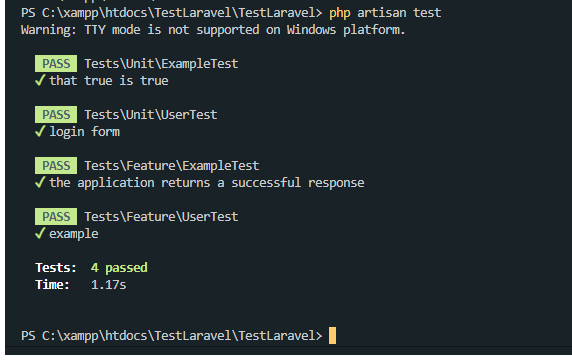 PS C:\xampp\htdocs\TestLaravel\TestLaravel> php artisan test
Warning: TTY mode is not supported on Windows platform.
PASS Tests\Unit\ExampleTest
✓ that true is true
PASS Tests\Unit\UserTest
✓ login form
PASS Tests\Feature\ExampleTest
✓ the application returns a successful response
PASS Tests\Feature\UserTest
✓ example
Tests: 4 passed
Time: 1.17s
PS C:\xampp\htdocs\TestLaravel\TestLaravel>